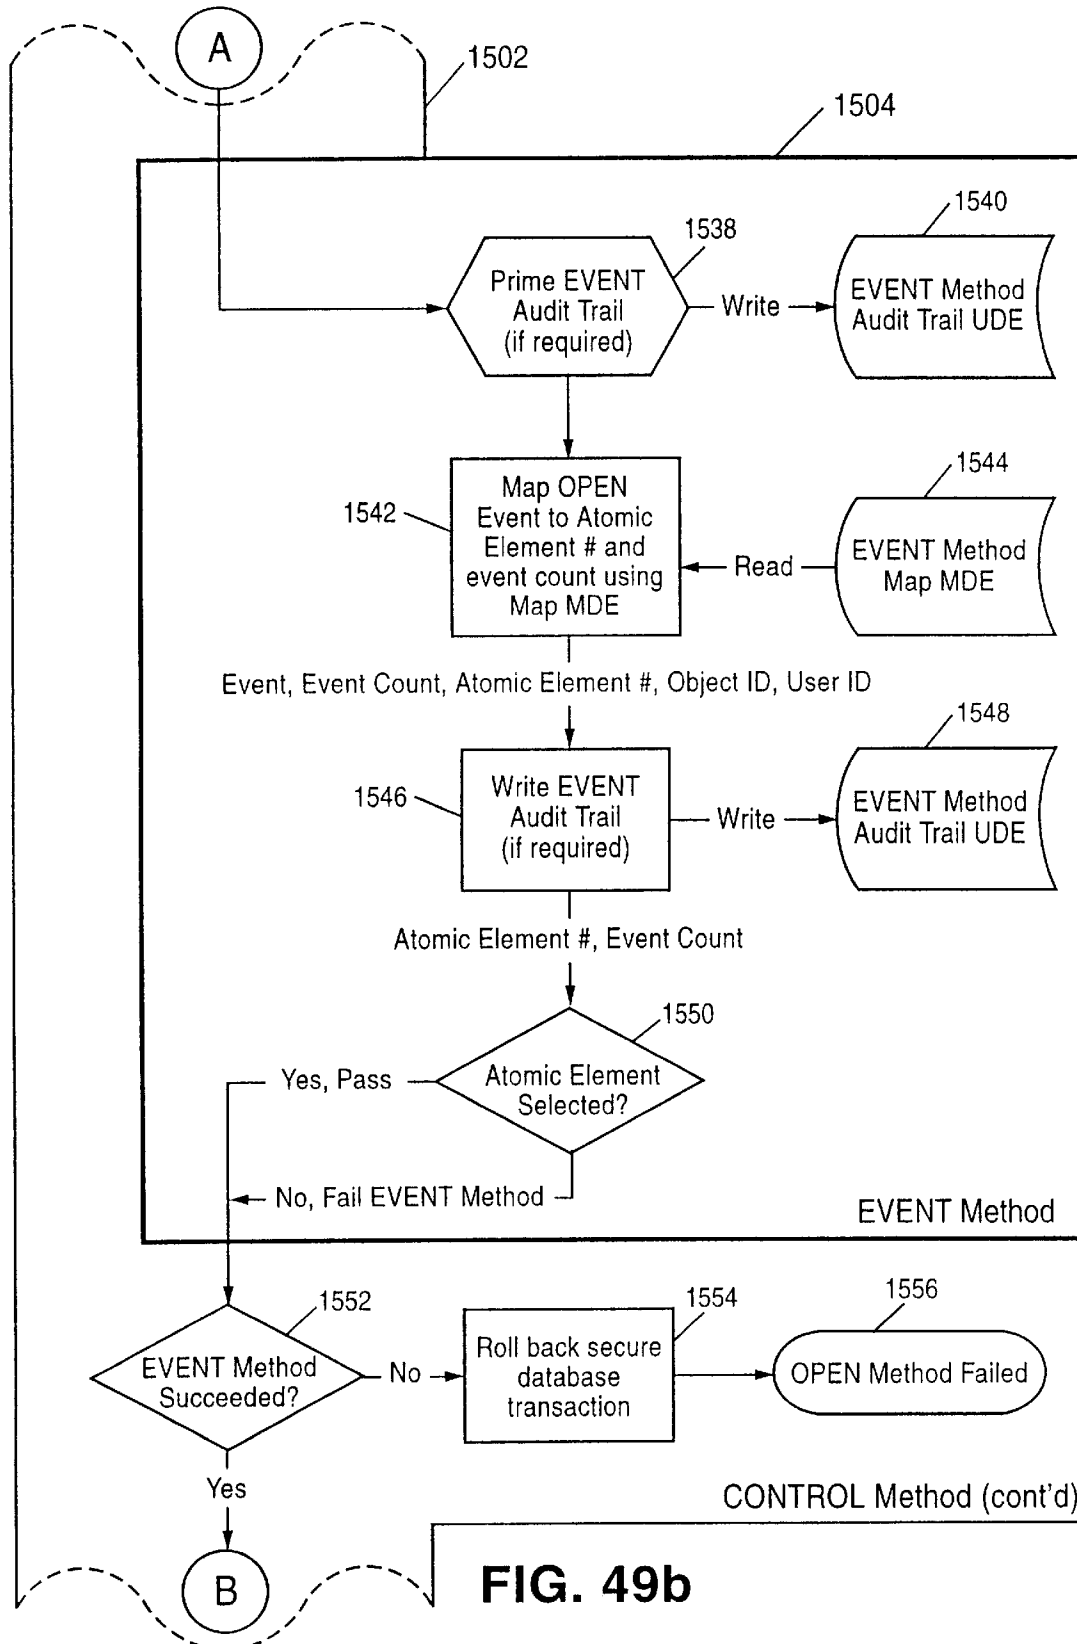 A
1502
1504
1538
1540
Prime EVENT
Audit Trail
(if required)
Write
EVENT Method
Audit Trail UDE
1542
Map OPEN
Event to Atomic
Element # and
event count using
Map MDE
Read
1544
EVENT Method
Map MDE
Event, Event Count, Atomic Element #, Object ID, User ID
1546
Write EVENT
Audit Trail
(if required)
Write
1548
EVENT Method
Audit Trail UDE
Atomic Element #, Event Count
1550
Yes, Pass
Atomic Element
Selected?
No, Fail EVENT Method
EVENT Method
1552
EVENT Method
Succeeded?
No
1554
Roll back secure
database
transaction
1556
OPEN Method Failed
Yes
CONTROL Method (cont'd)
B
FIG. 49b